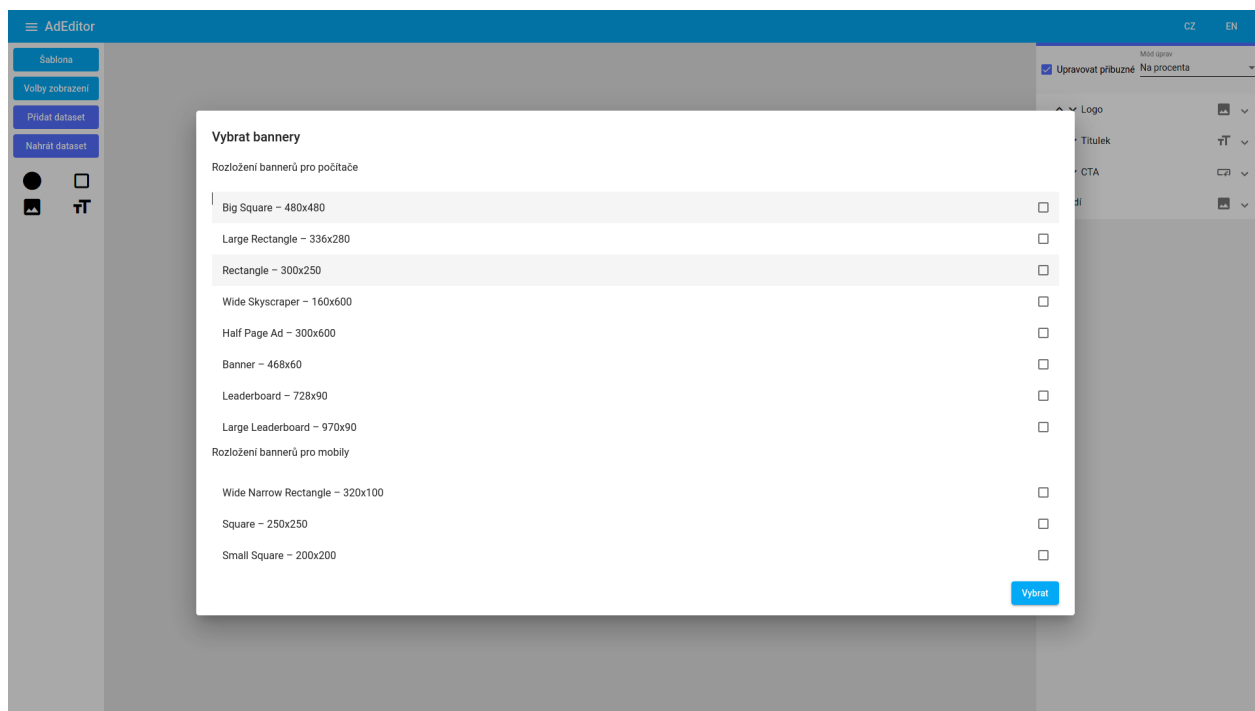 AdEditor
CZ EN
Šablona
Volby zobrazení
Přidat dataset
Nahrát dataset
Mód úprav
Upravovat příbuzné Na procenta
Logo
Titulek
CTA
Vybrat bannery
Rozložení bannerů pro počítače
Big Square – 480x480
Large Rectangle – 336x280
Rectangle – 300x250
Wide Skyscraper – 160x600
Half Page Ad – 300x600
Banner – 468x60
Leaderboard – 728x90
Large Leaderboard – 970x90
Rozložení bannerů pro mobily
Wide Narrow Rectangle – 320x100
Square – 250x250
Small Square – 200x200
Vybrat